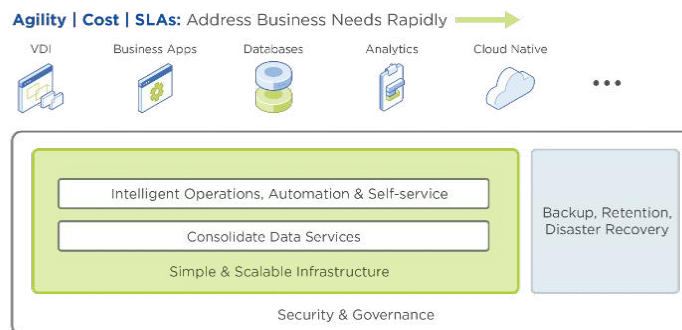 Agility | Cost | SLAs: Address Business Needs Rapidly
VDI
Business Apps
Databases
Analytics
Cloud Native
Intelligent Operations, Automation & Self-service
Consolidate Data Services
Simple & Scalable Infrastructure
Backup, Retention,
Disaster Recovery
Security & Governance